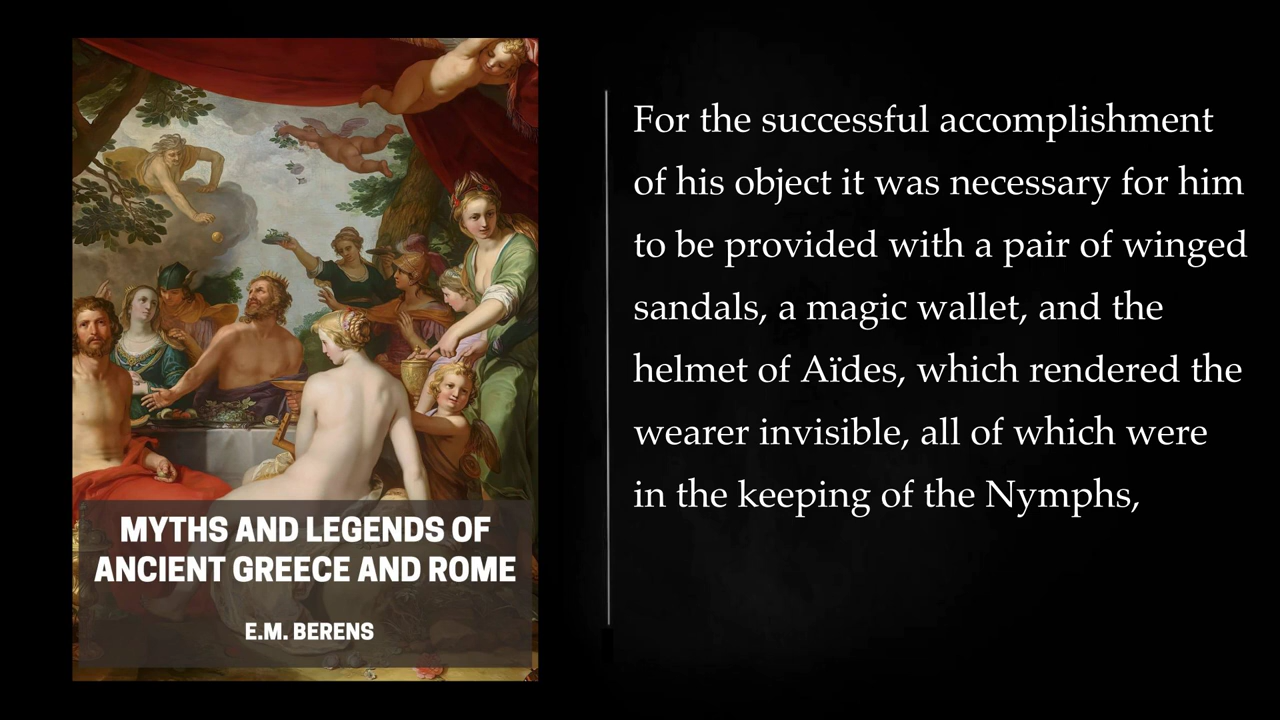 MYTHS AND LEGENDS OF
ANCIENT GREECE AND ROME
E.M. BERENS
For the successful accomplishment
of his object it was necessary for him
to be provided with a pair of winged
sandals, a magic wallet, and the
helmet of Aïdes, which rendered the
wearer invisible, all of which were
in the keeping of the Nymphs,